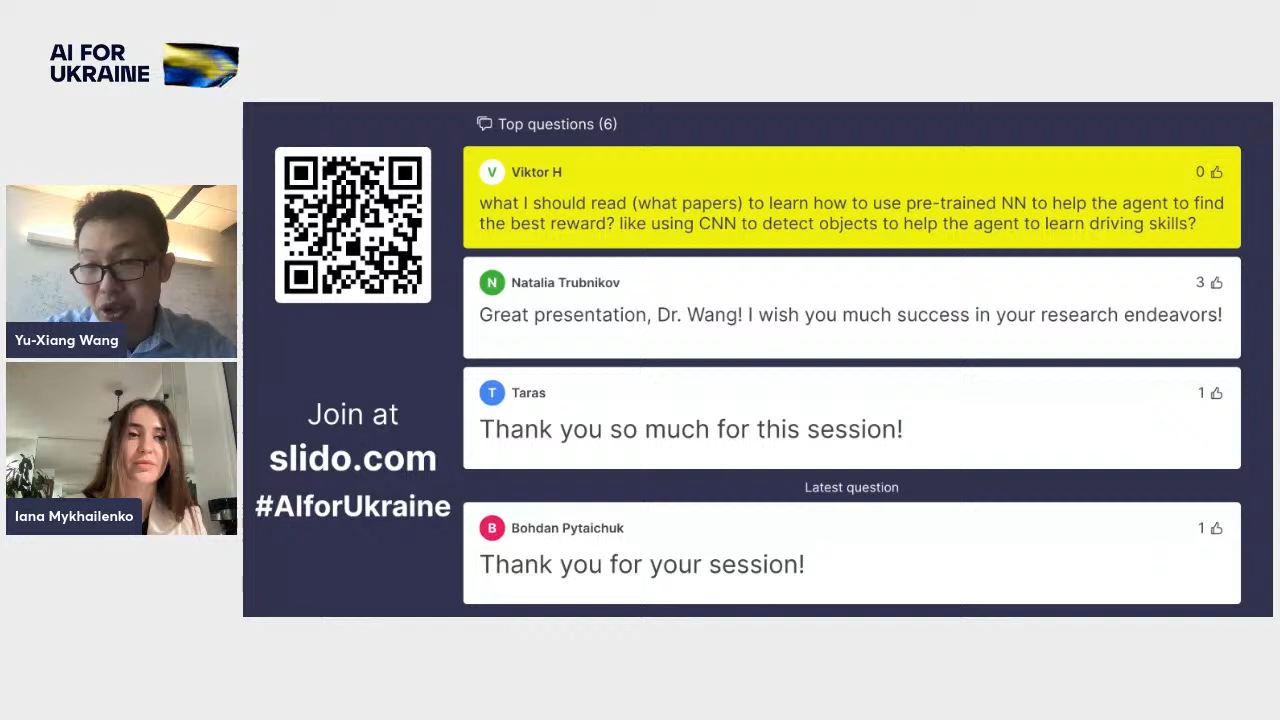 AI FOR
UKRAINE
Top questions (6)
V
Viktor H
0
what I should read (what papers) to learn how to use pre-trained NN to help the agent to find
the best reward? like using CNN to detect objects to help the agent to learn driving skills?
N
Natalia Trubnikov
3
Great presentation, Dr. Wang! I wish you much success in your research endeavors!
T
Taras
1
Thank you so much for this session!
Latest question
B
Bohdan Pytaichuk
1
Thank you for your session!
Join at
slido.com
#AIforUkraine
Yu-Xiang Wang
Iana Mykhailenko